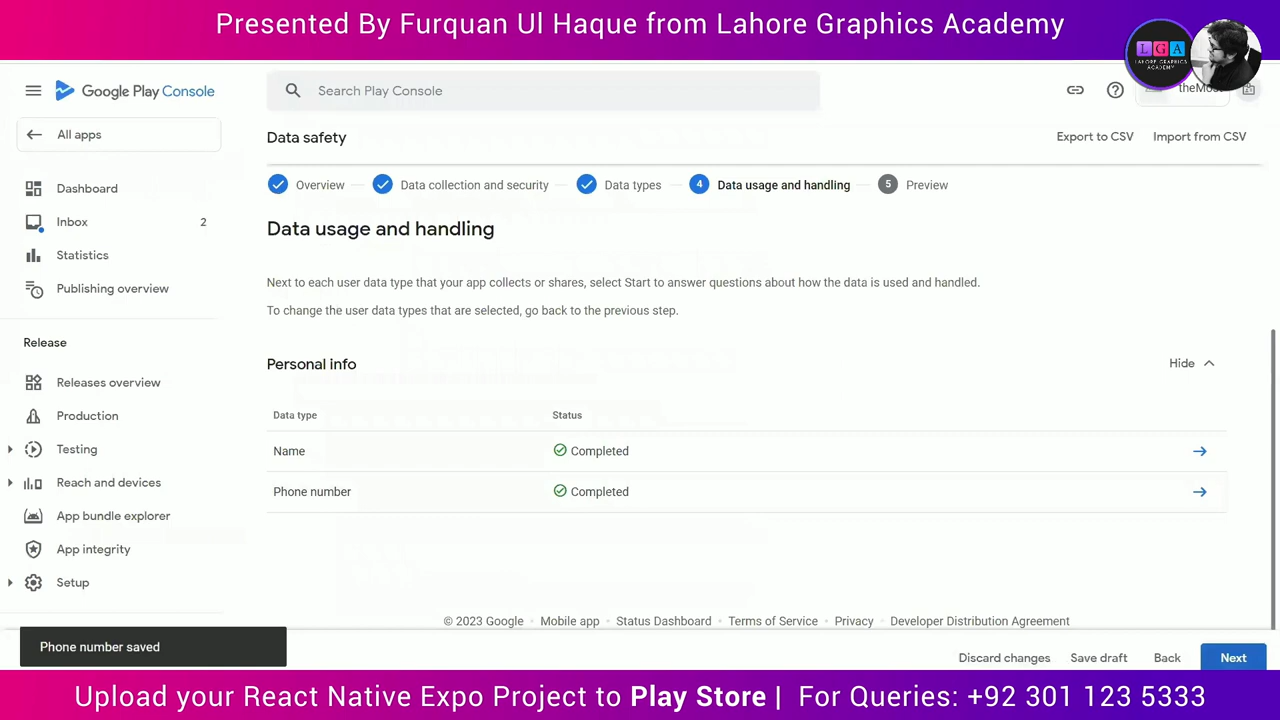 Presented By Furquan Ul Haque from Lahore Graphics Academy
LGA
LAHORE GRAPHICS
ACADEMY
Google Play Console
Search Play Console
All apps
Data safety
Export to CSV
Import from CSV
Overview
Data collection and security
Data types
4 Data usage and handling
5 Preview
Dashboard
Inbox 2
Statistics
Publishing overview
Release
Releases overview
Production
Testing
Reach and devices
App bundle explorer
App integrity
Setup
Data usage and handling
Next to each user data type that your app collects or shares, select Start to answer questions about how the data is used and handled.
To change the user data types that are selected, go back to the previous step.
Personal info
Hide
Data type Status
Name Completed
Phone number Completed
© 2023 Google · Mobile app · Status Dashboard · Terms of Service · Privacy · Developer Distribution Agreement
Phone number saved
Discard changes Save draft Back Next
Upload your React Native Expo Project to Play Store | For Queries: +92 301 123 5333